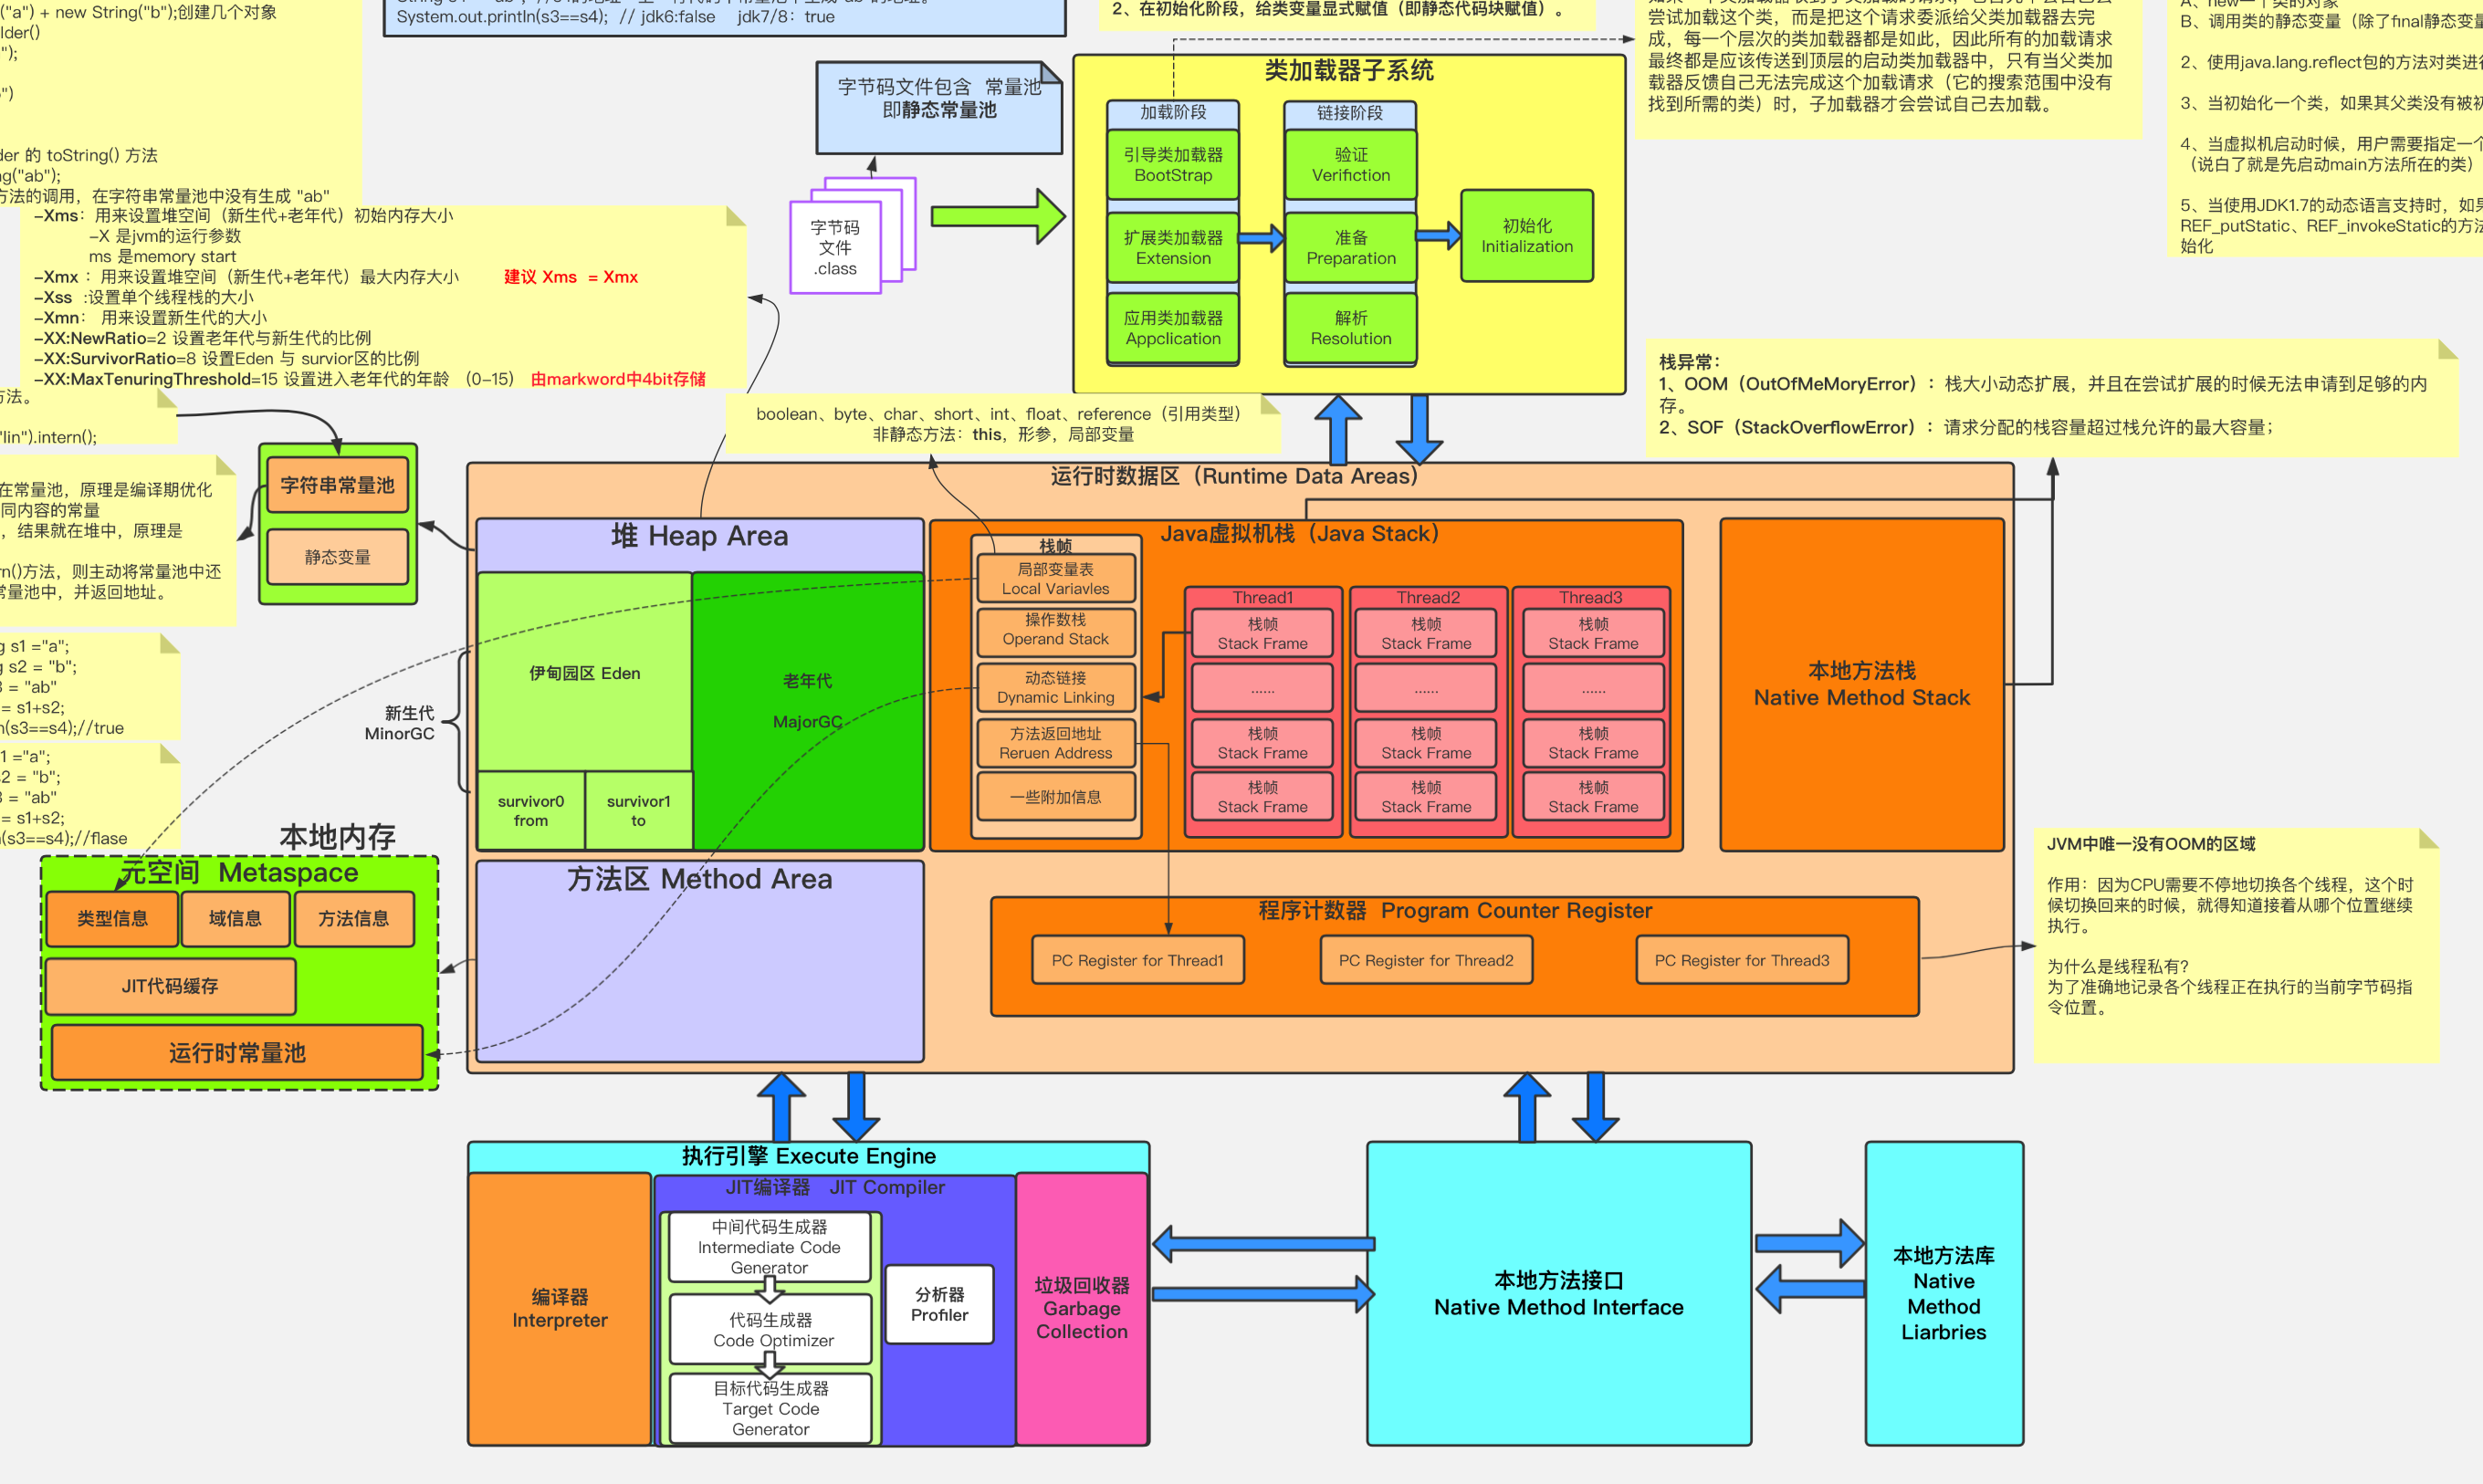 ("a") + new String("b");创建几个对象
lder()
");
")
der 的 toString() 方法
ng("ab");
方法的调用，在字符串常量池中没有生成 "ab"
System.out.println(s3==s4);  // jdk6:false    jdk7/8：true
2、在初始化阶段，给类变量显式赋值（即静态代码块赋值）。
尝试加载这个类，而是把这个请求委派给父类加载器去完
成，每一个层次的类加载器都是如此，因此所有的加载请求
最终都是应该传送到顶层的启动类加载器中，只有当父类加
载器反馈自己无法完成这个加载请求（它的搜索范围中没有
找到所需的类）时，子加载器才会尝试自己去加载。
A、new一个类的对象
B、调用类的静态变量（除了final静态变量
2、使用java.lang.reflect包的方法对类进行
3、当初始化一个类，如果其父类没有被初
4、当虚拟机启动时候，用户需要指定一个
（说白了就是先启动main方法所在的类）
5、当使用JDK1.7的动态语言支持时，如果
REF_putStatic、REF_invokeStatic的方法
始化
字节码文件包含  常量池
即静态常量池
字节码
文件
.class
类加载器子系统
加载阶段
引导类加载器
BootStrap
扩展类加载器
Extension
应用类加载器
Appclication
链接阶段
验证
Verifiction
准备
Preparation
解析
Resolution
初始化
Initialization
-Xms：用来设置堆空间（新生代+老年代）初始内存大小
-X 是jvm的运行参数
ms 是memory start
-Xmx ：用来设置堆空间（新生代+老年代）最大内存大小  建议 Xms  = Xmx
-Xss  :设置单个线程栈的大小
-Xmn：  用来设置新生代的大小
-XX:NewRatio=2 设置老年代与新生代的比例
-XX:SurvivorRatio=8 设置Eden 与 survior区的比例
-XX:MaxTenuringThreshold=15 设置进入老年代的年龄 （0-15）  由markword中4bit存储
方法。
"lin").intern();
栈异常：
1、OOM（OutOfMeMoryError）：栈大小动态扩展，并且在尝试扩展的时候无法申请到足够的内
存。
2、SOF（StackOverflowError）：请求分配的栈容量超过栈允许的最大容量；
boolean、byte、char、short、int、float、reference（引用类型）
非静态方法：this，形参，局部变量
字符串常量池
静态变量
在常量池，原理是编译期优化
同内容的常量
，结果就在堆中，原理是
rn()方法，则主动将常量池中还
常量池中，并返回地址。
g s1 ="a";
g s2 = "b";
3 = "ab"
= s1+s2;
n(s3==s4);//true
1 ="a";
s2 = "b";
3 = "ab"
= s1+s2;
n(s3==s4);//flase
运行时数据区（Runtime Data Areas）
堆 Heap Area
伊甸园区 Eden
老年代
MajorGC
新生代
MinorGC
survivor0
from
survivor1
to
Java虚拟机栈（Java Stack）
栈帧
局部变量表
Local Variavles
操作数栈
Operand Stack
动态链接
Dynamic Linking
方法返回地址
Reruen Address
一些附加信息
Thread1
栈帧
Stack Frame
......
栈帧
Stack Frame
栈帧
Stack Frame
Thread2
栈帧
Stack Frame
......
栈帧
Stack Frame
栈帧
Stack Frame
Thread3
栈帧
Stack Frame
......
栈帧
Stack Frame
栈帧
Stack Frame
本地方法栈
Native Method Stack
方法区 Method Area
程序计数器  Program Counter Register
PC Register for Thread1
PC Register for Thread2
PC Register for Thread3
JVM中唯一没有OOM的区域
作用：因为CPU需要不停地切换各个线程，这个时
候切换回来的时候，就得知道接着从哪个位置继续
执行。
为什么是线程私有?
为了准确地记录各个线程正在执行的当前字节码指
令位置。
本地内存
元空间  Metaspace
类型信息
域信息
方法信息
JIT代码缓存
运行时常量池
执行引擎 Execute Engine
编译器
Interpreter
JIT编译器   JIT Compiler
中间代码生成器
Intermediate Code
Generator
代码生成器
Code Optimizer
目标代码生成器
Target Code
Generator
分析器
Profiler
垃圾回收器
Garbage
Collection
本地方法接口
Native Method Interface
本地方法库
Native
Method
Liarbries